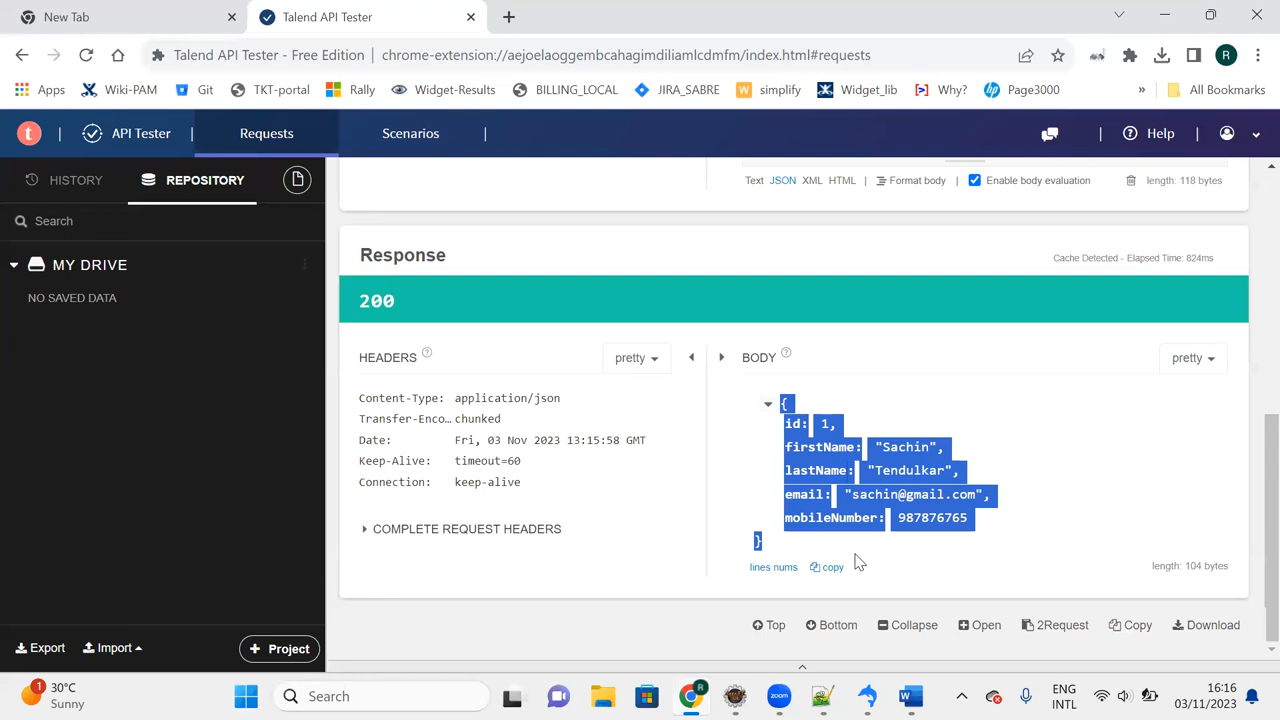 New Tab
Talend API Tester
Talend API Tester - Free Edition | chrome-extension://aejoelaoggembcahagimdiliamlcdmfm/index.html#requests
R
Apps
Wiki-PAM
Git
TKT-portal
Rally
Widget-Results
BILLING_LOCAL
JIRA_SABRE
simplify
Widget_lib
Why?
Page3000
»
All Bookmarks
t
API Tester
Requests
Scenarios
Help
HISTORY
REPOSITORY
Search
MY DRIVE
NO SAVED DATA
Text JSON XML HTML Format body | Enable body evaluation length: 118 bytes
Response
Cache Detected - Elapsed Time: 824ms
200
HEADERS
pretty
BODY
pretty
Content-Type: application/json
Transfer-Enco… chunked
Date: Fri, 03 Nov 2023 13:15:58 GMT
Keep-Alive: timeout=60
Connection: keep-alive
COMPLETE REQUEST HEADERS
{
id: 1,
firstName: "Sachin",
lastName: "Tendulkar",
email: "sachin@gmail.com",
mobileNumber: 987876765
}
lines nums copy length: 104 bytes
Top Bottom Collapse Open 2Request Copy Download
Export Import + Project
1
30°C
Sunny
Search
R
ENG
INTL
16:16
03/11/2023